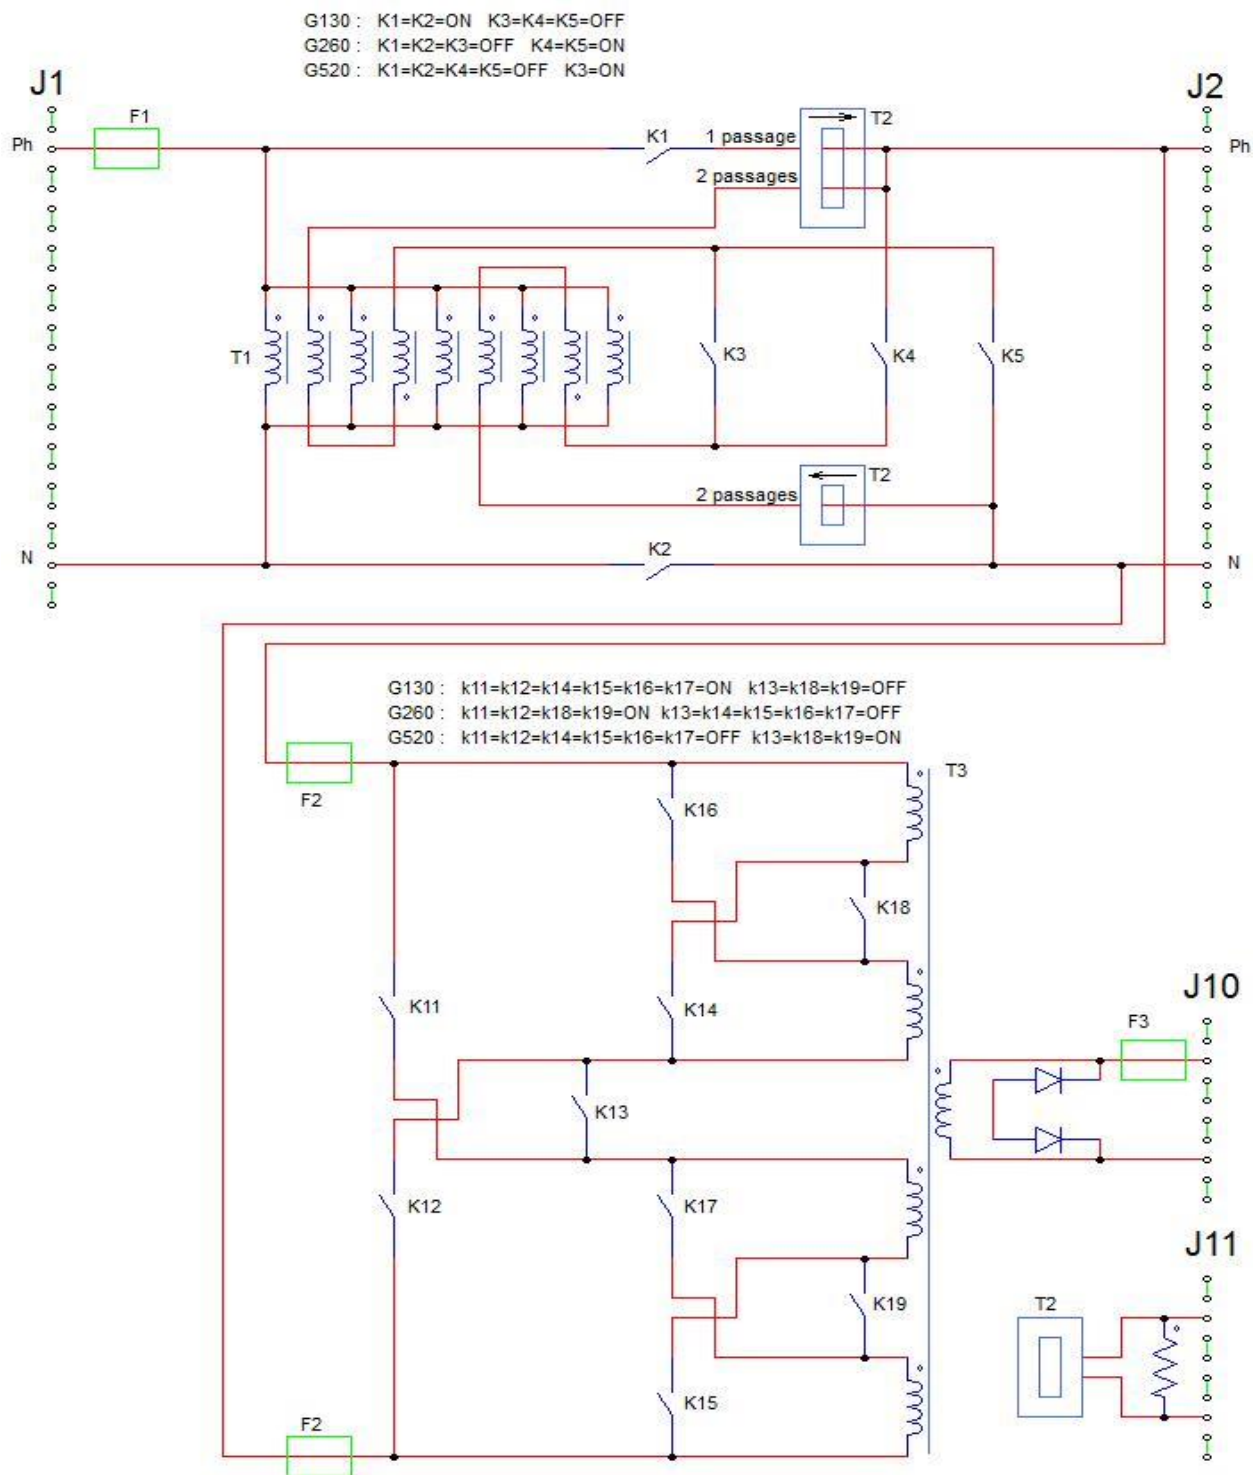 G130 : K1=K2=ON K3=K4=K5=OFF
G260 : K1=K2=K3=OFF K4=K5=ON
G520 : K1=K2=K4=K5=OFF K3=ON
J1
J2
F1
T2
Ph
K1
1 passage
Ph
2 passages
T1
K3
K4
K5
T2
2 passages
K2
N
N
G130 : k11=k12=k14=k15=k16=k17=ON k13=k18=k19=OFF
G260 : k11=k12=k18=k19=ON k13=k14=k15=k16=k17=OFF
G520 : k11=k12=k14=k15=k16=k17=OFF k13=k18=k19=ON
T3
F2
K16
K18
K11
K14
J10
F3
K13
K12
K17
J11
K19
T2
K15
F2